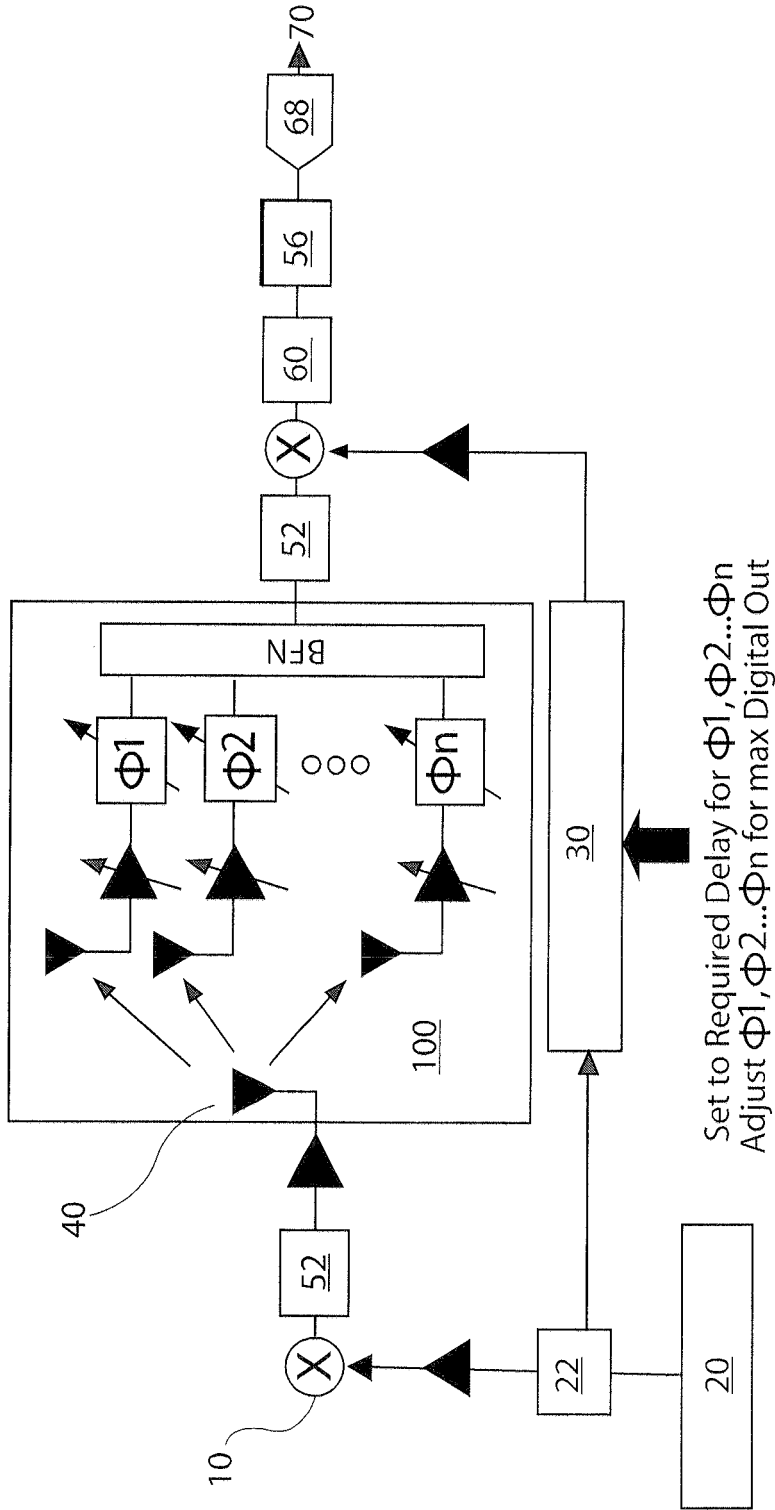 10
X
52
40
100
Φ1
Φ2
Φn
BFN
52
X
60
56
68
70
20
22
30
Set to Required Delay for Φ1, Φ2...Φn
Adjust Φ1, Φ2...Φn for max Digital Out